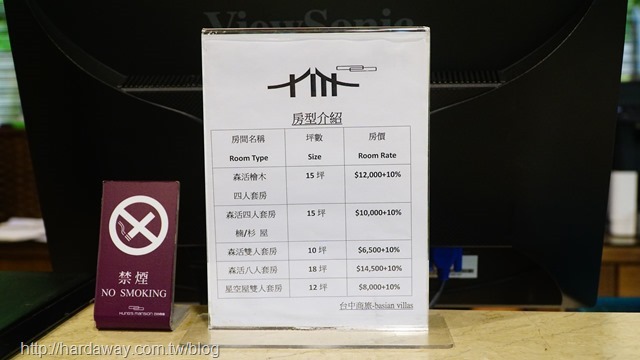 ViewSonic
房型介紹
房間名稱 坪數 房價
Room Type Size Room Rate
森活檜木 15 坪 $12,000+10%
四人套房
森活四人套房 15 坪 $10,000+10%
楠/杉 屋
森活雙人套房 10 坪 $6,500+10%
森活八人套房 18 坪 $14,500+10%
星空屋雙人套房 12 坪 $8,000+10%
台中商旅-basian villas
禁煙
NO SMOKING
HUNG'S MANSION
http://hardaway.com.tw/blog